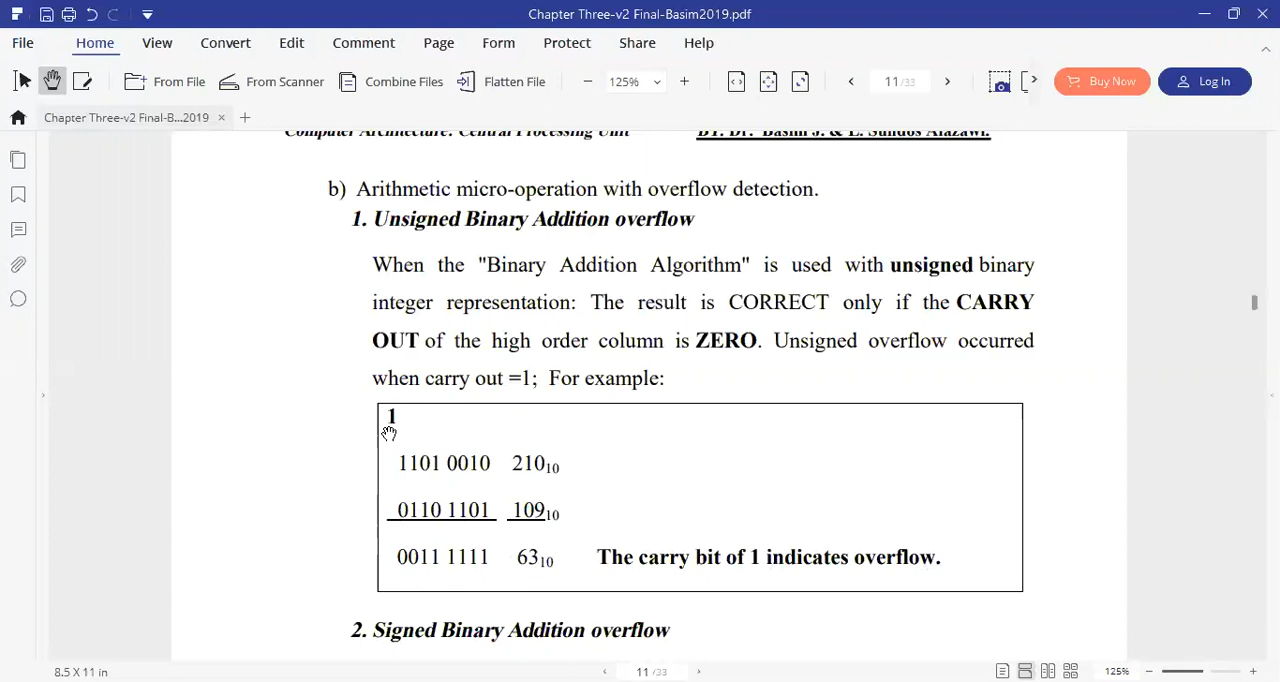 Chapter Three-v2 Final-Basim2019.pdf
File Home View Convert Edit Comment Page Form Protect Share Help
From File From Scanner Combine Files Flatten File 125% 11/33 Buy Now Log In
Chapter Three-v2 Final-B...2019 × +
Computer Architecture: Central Processing Unit BY: Dr. Basim J. & L. Sundos Alazawi.
b) Arithmetic micro-operation with overflow detection.
1. Unsigned Binary Addition overflow
When the "Binary Addition Algorithm" is used with unsigned binary
integer representation: The result is CORRECT only if the CARRY
OUT of the high order column is ZERO. Unsigned overflow occurred
when carry out =1; For example:
1
1101 0010 210₁₀
0110 1101 109₁₀
0011 1111 63₁₀ The carry bit of 1 indicates overflow.
2. Signed Binary Addition overflow
8.5 X 11 in 11/33 125%